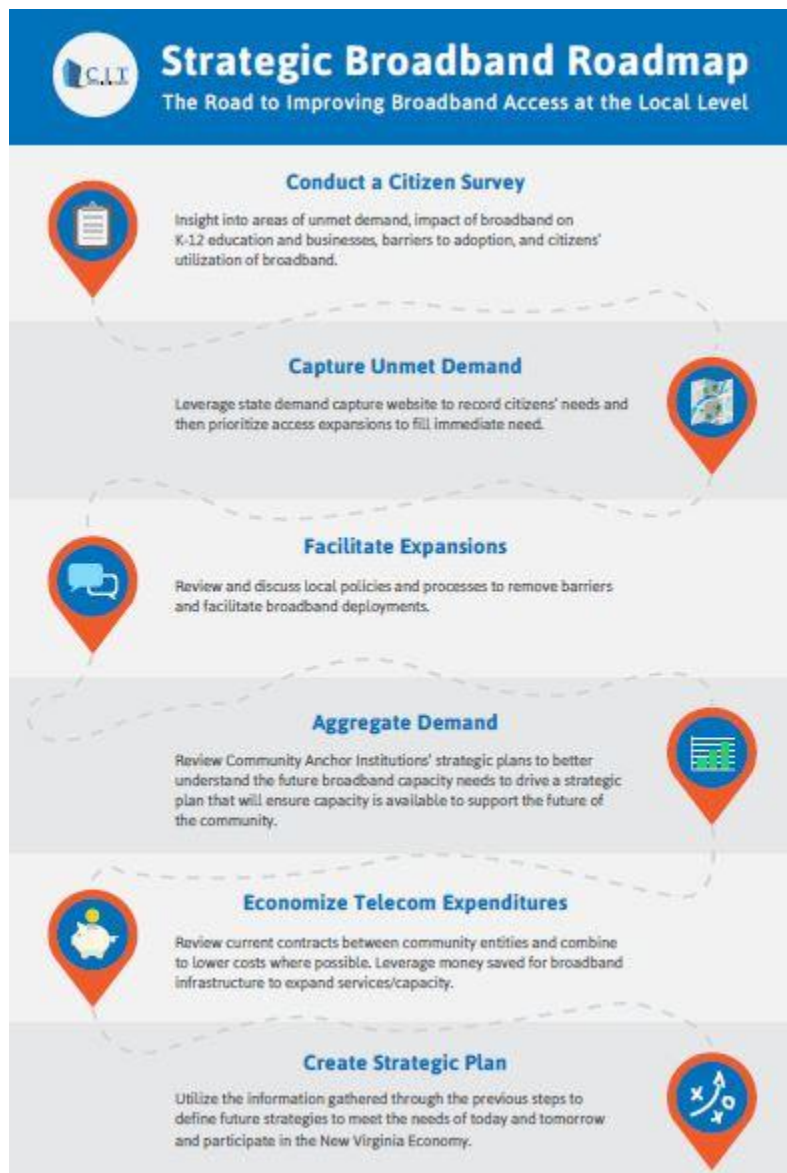 C.I.T
Strategic Broadband Roadmap
The Road to Improving Broadband Access at the Local Level
Conduct a Citizen Survey
Insight into areas of unmet demand, impact of broadband on
K-12 education and businesses, barriers to adoption, and citizens'
utilization of broadband.
Capture Unmet Demand
Leverage state demand capture website to record citizens' needs and
then prioritize access expansions to fill immediate need.
Facilitate Expansions
Review and discuss local policies and processes to remove barriers
and facilitate broadband deployments.
Aggregate Demand
Review Community Anchor Institutions' strategic plans to better
understand the future broadband capacity needs to drive a strategic
plan that will ensure capacity is available to support the future of
the community.
Economize Telecom Expenditures
Review current contracts between community entities and combine
to lower costs where possible. Leverage money saved for broadband
infrastructure to expand services/capacity.
Create Strategic Plan
Utilize the information gathered through the previous steps to
define future strategies to meet the needs of today and tomorrow
and participate in the New Virginia Economy.